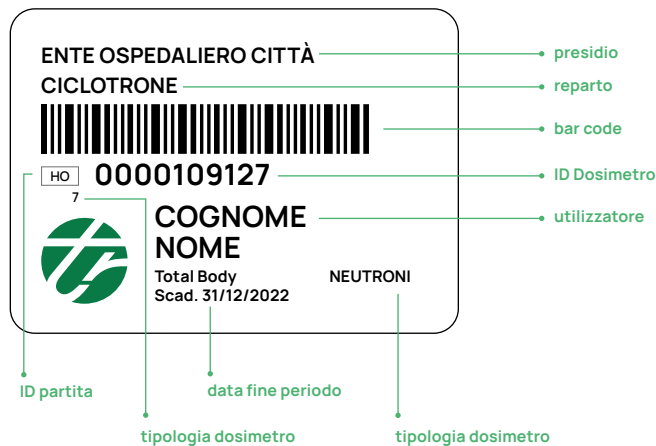 ENTE OSPEDALIERO CITTÀ
presidio
CICLOTRONE
reparto
bar code
HO
0000109127
ID Dosimetro
7
COGNOME
utilizzatore
NOME
tr
Total Body
NEUTRONI
Scad. 31/12/2022
ID partita
data fine periodo
tipologia dosimetro
tipologia dosimetro